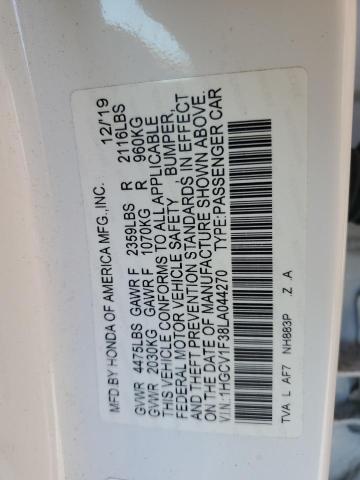 MFD BY HONDA OF AMERICA MFG.,INC. 12/'19
GVWR 4475LBS GAWR F 2359LBS R 2116LBS
GVWR 2030KG GAWR F 1070KG R 960KG
THIS VEHICLE CONFORMS TO ALL APPLICABLE
FEDERAL MOTOR VEHICLE SAFETY , BUMPER,
AND THEFT PREVENTION STANDARDS IN EFFECT
ON THE DATE OF MANUFACTURE SHOWN ABOVE.
V.I.N.:1HGCV1F38LA044270 TYPE:PASSENGER CAR
TVA L AF7 NH883P .Z A